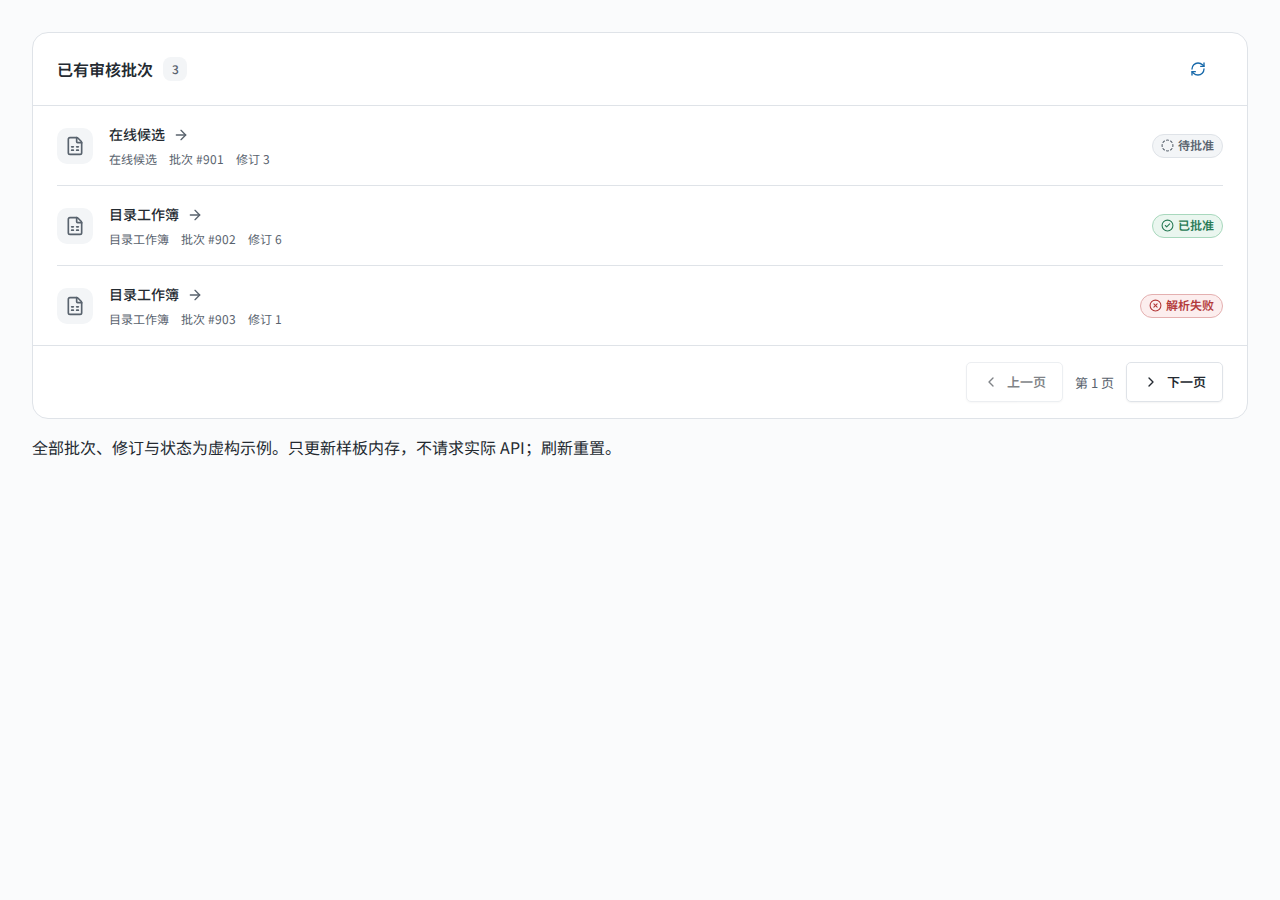 已有审核批次 3
在线候选
在线候选 批次 #901 修订 3
待批准
目录工作簿
目录工作簿 批次 #902 修订 6
已批准
目录工作簿
目录工作簿 批次 #903 修订 1
解析失败
上一页 第 1 页 下一页
全部批次、修订与状态为虚构示例。只更新样板内存，不请求实际 API；刷新重置。